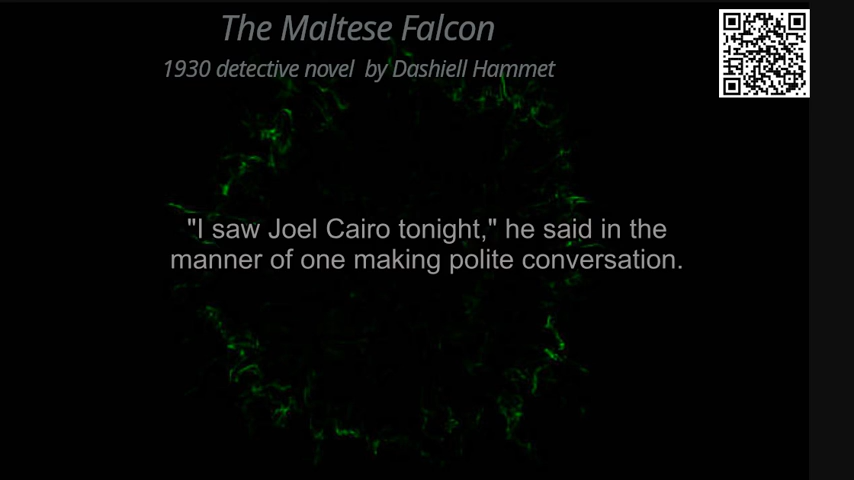 The Maltese Falcon
1930 detective novel by Dashiell Hammet
"I saw Joel Cairo tonight," he said in the
manner of one making polite conversation.